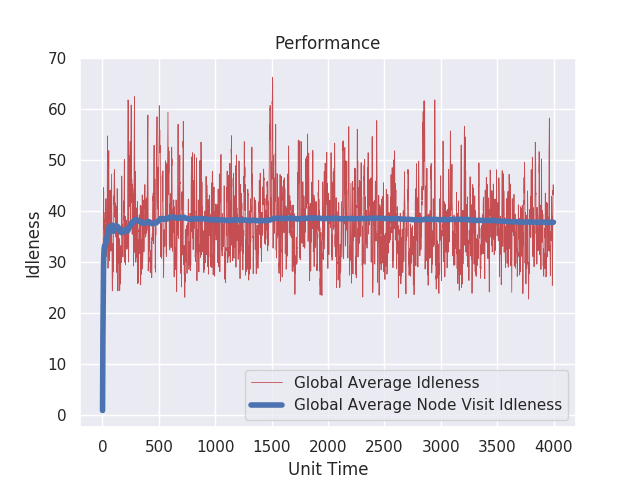 Performance
70
60
50
40
30
20
10
0
Idleness
0 500 1000 1500 2000 2500 3000 3500 4000
Unit Time
Global Average Idleness
Global Average Node Visit Idleness